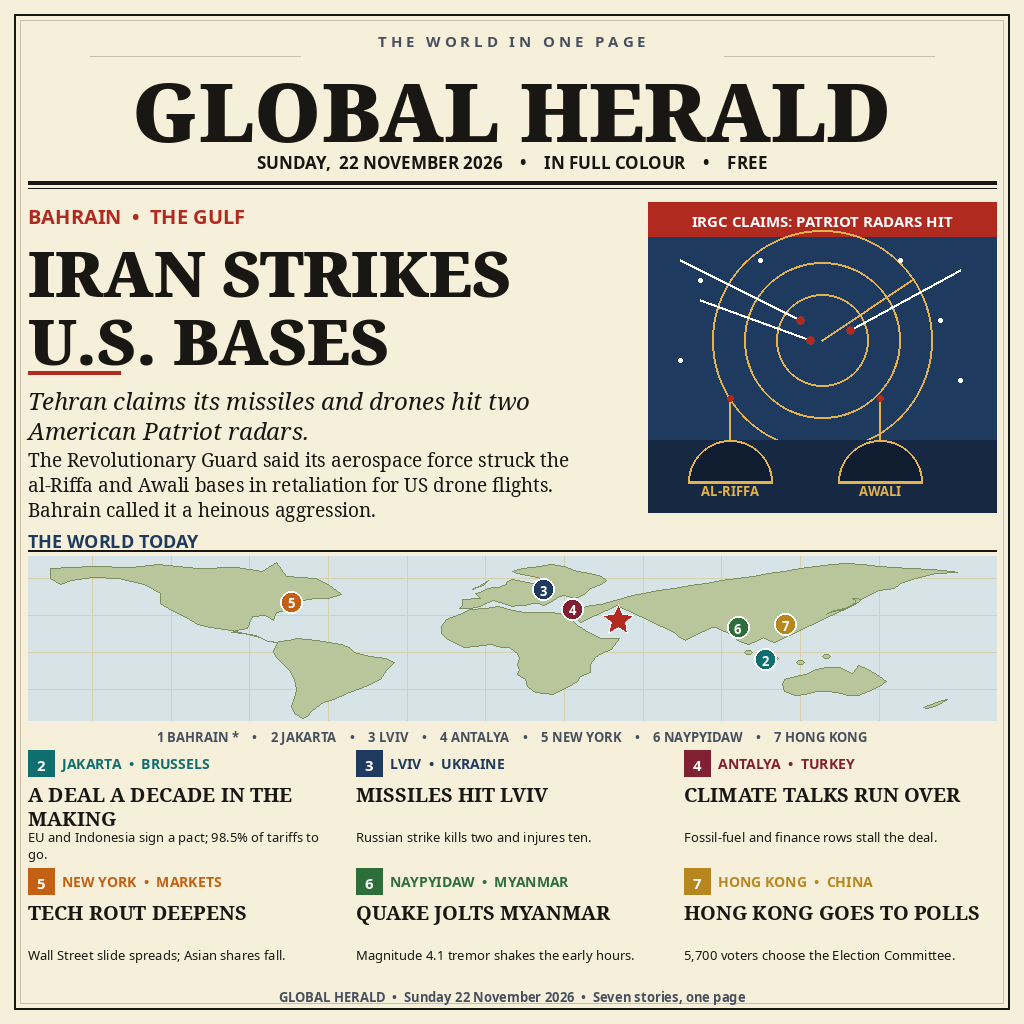 THE WORLD IN ONE PAGE
GLOBAL HERALD
SUNDAY, 22 NOVEMBER 2026 • IN FULL COLOUR • FREE
BAHRAIN • THE GULF
IRAN STRIKES
U.S. BASES
Tehran claims its missiles and drones hit two
American Patriot radars.
The Revolutionary Guard said its aerospace force struck the
al-Riffa and Awali bases in retaliation for US drone flights.
Bahrain called it a heinous aggression.
IRGC CLAIMS: PATRIOT RADARS HIT
AL-RIFFA
AWALI
THE WORLD TODAY
5
3
4
6
7
2
1 BAHRAIN * • 2 JAKARTA • 3 LVIV • 4 ANTALYA • 5 NEW YORK • 6 NAYPYIDAW • 7 HONG KONG
2 JAKARTA • BRUSSELS
A DEAL A DECADE IN THE
MAKING
EU and Indonesia sign a pact; 98.5% of tariffs to
go.
3 LVIV • UKRAINE
MISSILES HIT LVIV
Russian strike kills two and injures ten.
4 ANTALYA • TURKEY
CLIMATE TALKS RUN OVER
Fossil-fuel and finance rows stall the deal.
5 NEW YORK • MARKETS
TECH ROUT DEEPENS
Wall Street slide spreads; Asian shares fall.
6 NAYPYIDAW • MYANMAR
QUAKE JOLTS MYANMAR
Magnitude 4.1 tremor shakes the early hours.
7 HONG KONG • CHINA
HONG KONG GOES TO POLLS
5,700 voters choose the Election Committee.
GLOBAL HERALD • Sunday 22 November 2026 • Seven stories, one page